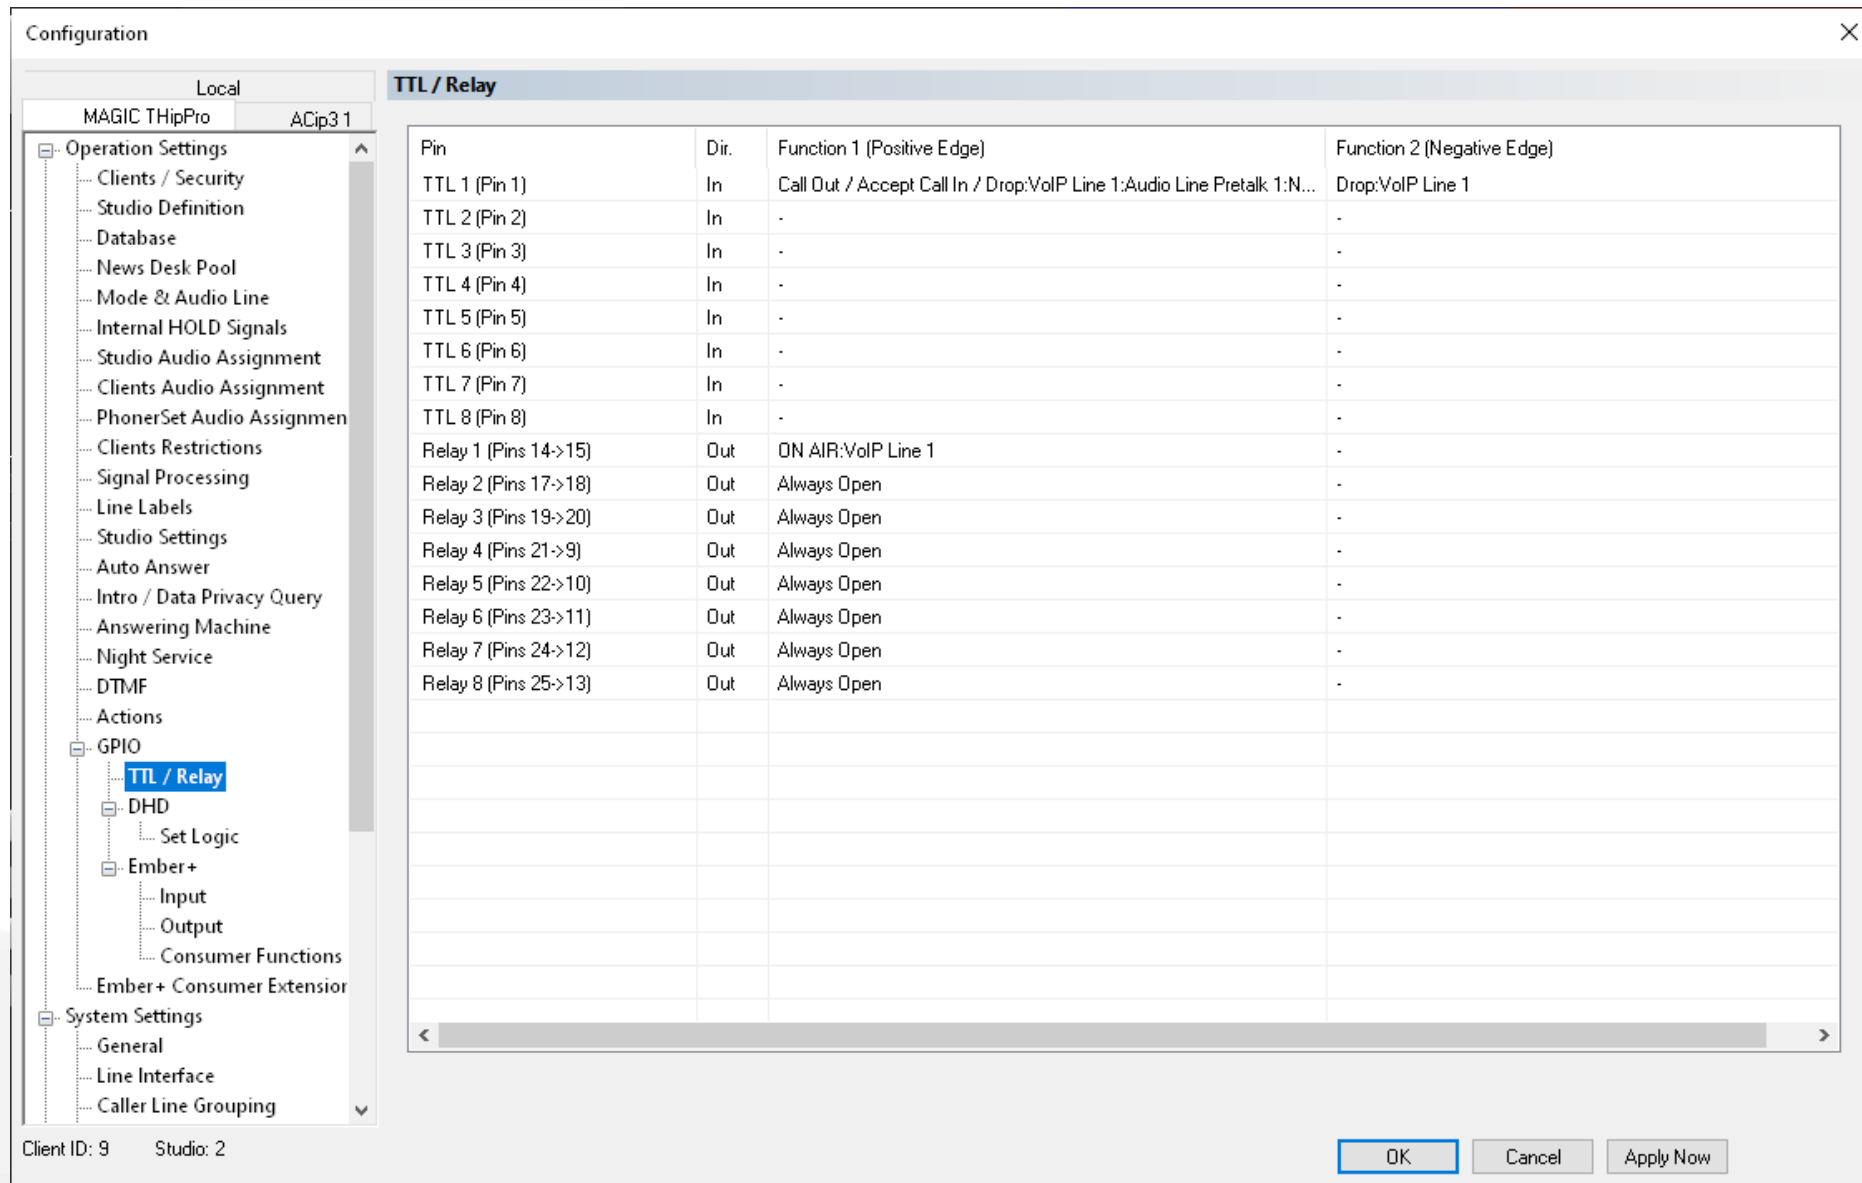 Configuration
Local
MAGIC THipPro
ACip3 1
Operation Settings
Clients / Security
Studio Definition
Database
News Desk Pool
Mode & Audio Line
Internal HOLD Signals
Studio Audio Assignment
Clients Audio Assignment
PhonerSet Audio Assignmen
Clients Restrictions
Signal Processing
Line Labels
Studio Settings
Auto Answer
Intro / Data Privacy Query
Answering Machine
Night Service
DTMF
Actions
GPIO
TTL / Relay
DHD
Set Logic
Ember+
Input
Output
Consumer Functions
Ember+ Consumer Extension
System Settings
General
Line Interface
Caller Line Grouping
TTL / Relay
Pin Dir. Function 1 (Positive Edge) Function 2 (Negative Edge)
TTL 1 (Pin 1) In Call Out / Accept Call In / Drop:VoIP Line 1:Audio Line Pretalk 1:N... Drop:VoIP Line 1
TTL 2 (Pin 2) In - -
TTL 3 (Pin 3) In - -
TTL 4 (Pin 4) In - -
TTL 5 (Pin 5) In - -
TTL 6 (Pin 6) In - -
TTL 7 (Pin 7) In - -
TTL 8 (Pin 8) In - -
Relay 1 (Pins 14->15) Out ON AIR:VoIP Line 1 -
Relay 2 (Pins 17->18) Out Always Open -
Relay 3 (Pins 19->20) Out Always Open -
Relay 4 (Pins 21->9) Out Always Open -
Relay 5 (Pins 22->10) Out Always Open -
Relay 6 (Pins 23->11) Out Always Open -
Relay 7 (Pins 24->12) Out Always Open -
Relay 8 (Pins 25->13) Out Always Open -
Client ID: 9 Studio: 2
OK Cancel Apply Now